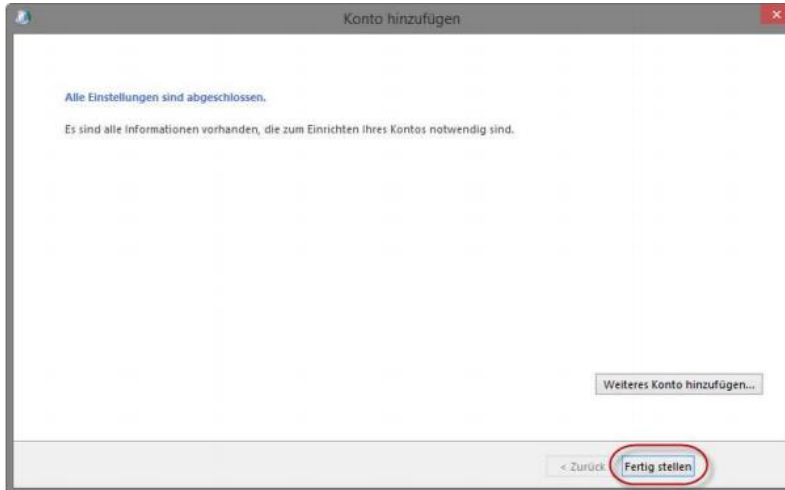 Konto hinzufügen
Alle Einstellungen sind abgeschlossen.
Es sind alle Informationen vorhanden, die zum Einrichten Ihres Kontos notwendig sind.
Weiteres Konto hinzufügen...
< Zurück
Fertig stellen